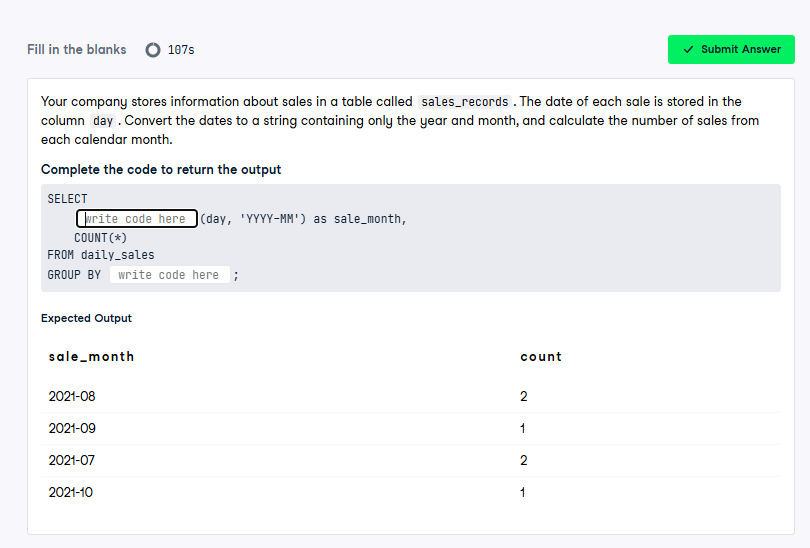 Fill in the blanks 107s Submit Answer
Your company stores information about sales in a table called sales_records. The date of each sale is stored in the
column day. Convert the dates to a string containing only the year and month, and calculate the number of sales from
each calendar month.
Complete the code to return the output
SELECT
write code here (day, 'YYYY-MM') as sale_month,
COUNT(*)
FROM daily_sales
GROUP BY write code here ;
Expected Output
sale_month count
2021-08 2
2021-09 1
2021-07 2
2021-10 1